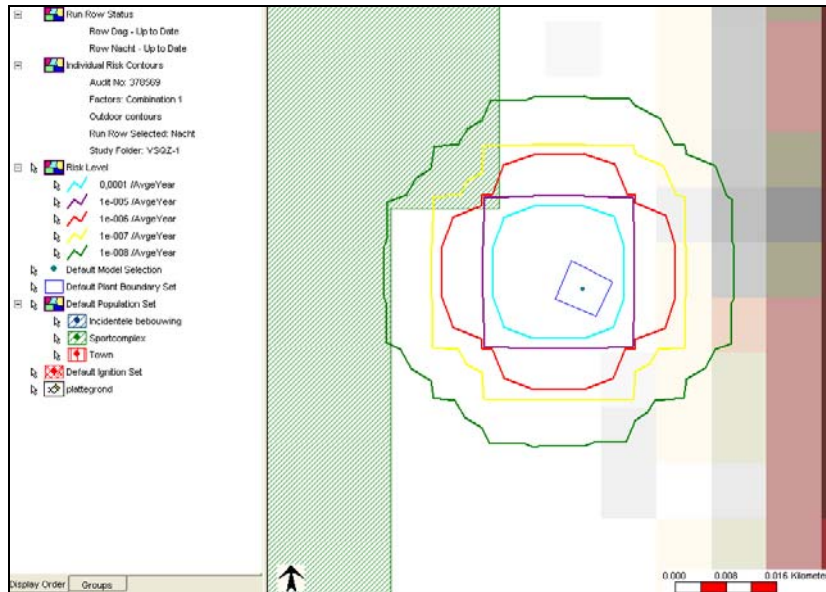 Run Row Status
Row Dag - Up to Date
Row Nacht - Up to Date
Individual Risk Contours
Audit No: 378569
Factors: Combination 1
Outdoor contours
Run Row Selected: Nacht
Study Folder: VSQZ-1
Risk Level
0,0001 /AvgeYear
1e-005 /AvgeYear
1e-006 /AvgeYear
1e-007 /AvgeYear
1e-008 /AvgeYear
Default Model Selection
Default Plant Boundary Set
Default Population Set
Incidentele bebouwing
Sportcomplex
Town
Default Ignition Set
plattegrond
Display Order Groups
0.000 0.008 0.016 Kilomete